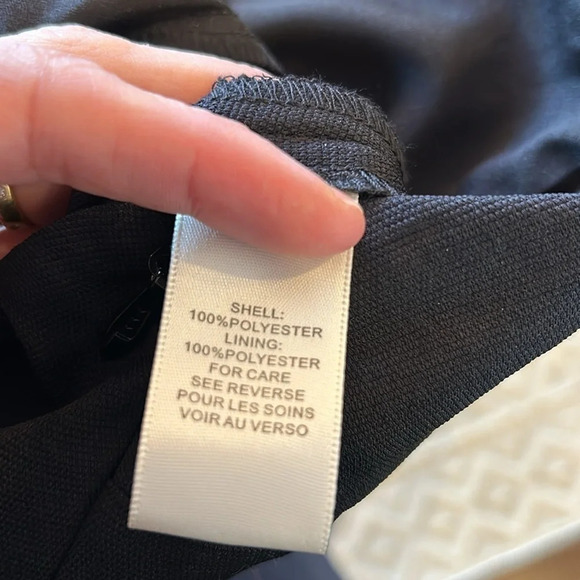 SHELL:
100%POLYESTER
LINING:
100%POLYESTER
FOR CARE
SEE REVERSE
POUR LES SOINS
VOIR AU VERSO